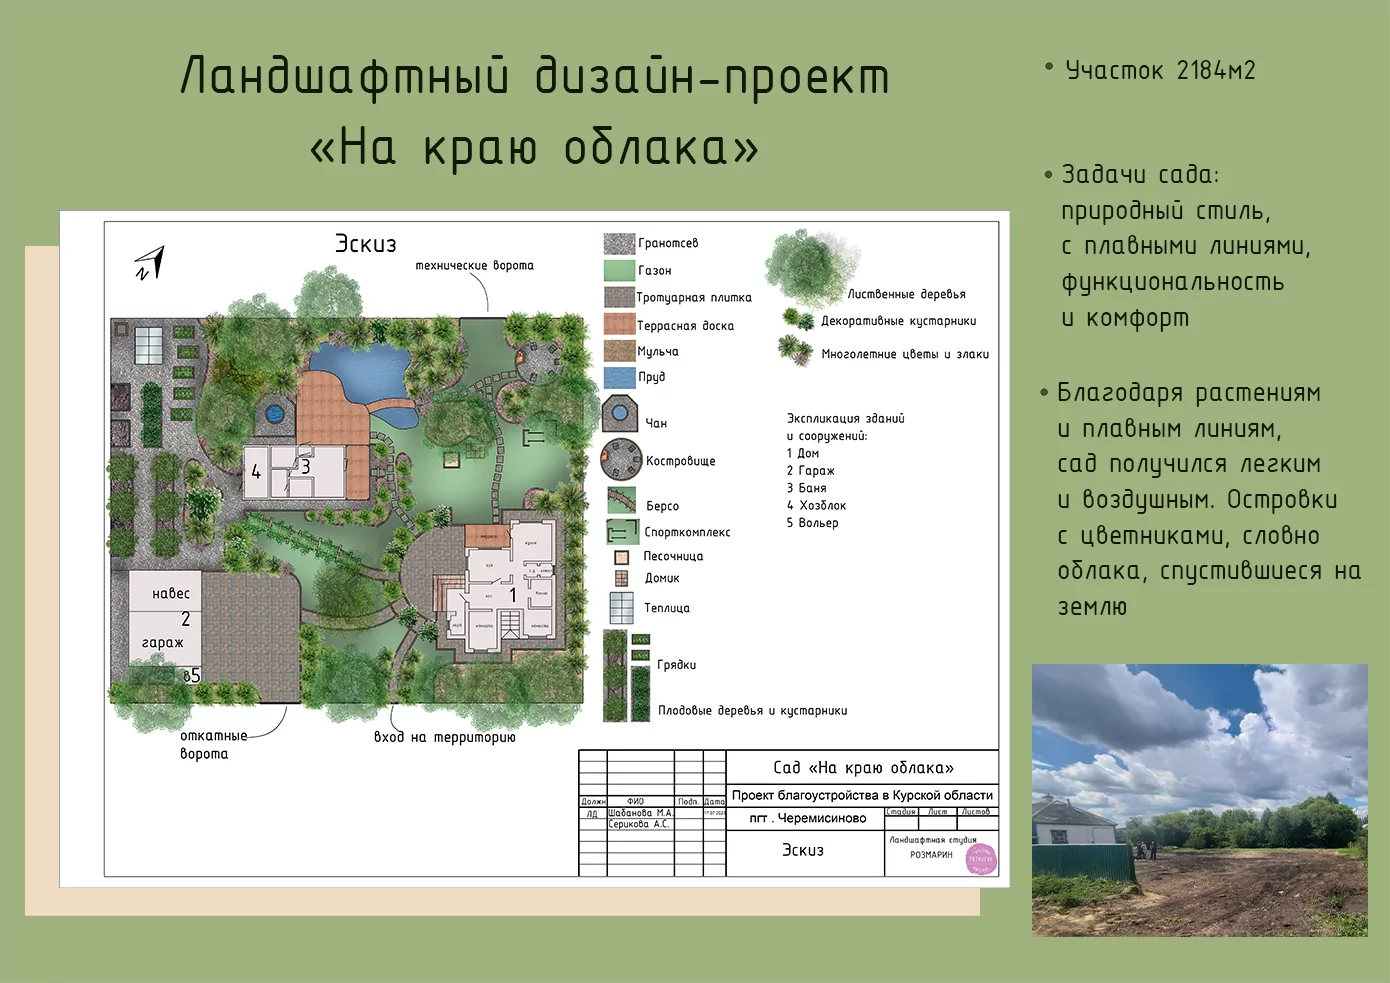 Ландшафтный дизайн-проект
«На краю облака»
• Участок 2184м2
• Задачи сада:
природный стиль,
с плавными линиями,
функциональность
и комфорт
• Благодаря растениям
и плавным линиям,
сад получился легким
и воздушным. Островки
с цветниками, словно
облака, спустившиеся на
землю
Эскиз
N
технические ворота
Гранотсев
Газон
Тротуарная плитка
Террасная доска
Мульча
Пруд
Чан
Костровище
Берсо
Спорткомплекс
Песочница
Домик
Теплица
Грядки
Плодовые деревья и кустарники
Лиственные деревья
Декоративные кустарники
Многолетние цветы и злаки
Экспликация зданий
и сооружений:
1 Дом
2 Гараж
3 Баня
4 Хозблок
5 Вольер
4
3
навес
2
гараж
в5
1
откатные
ворота
вход на территорию
Сад «На краю облака»
Должн
ФИО
Подп.
Дата
Проект благоустройства в Курской области
ЛД
Шабанова М.А.
Серикова А.С.
пгт . Черемисиново
Стадия
Лист
Листов
Эскиз
Ландшафтная студия
РОЗМАРИН